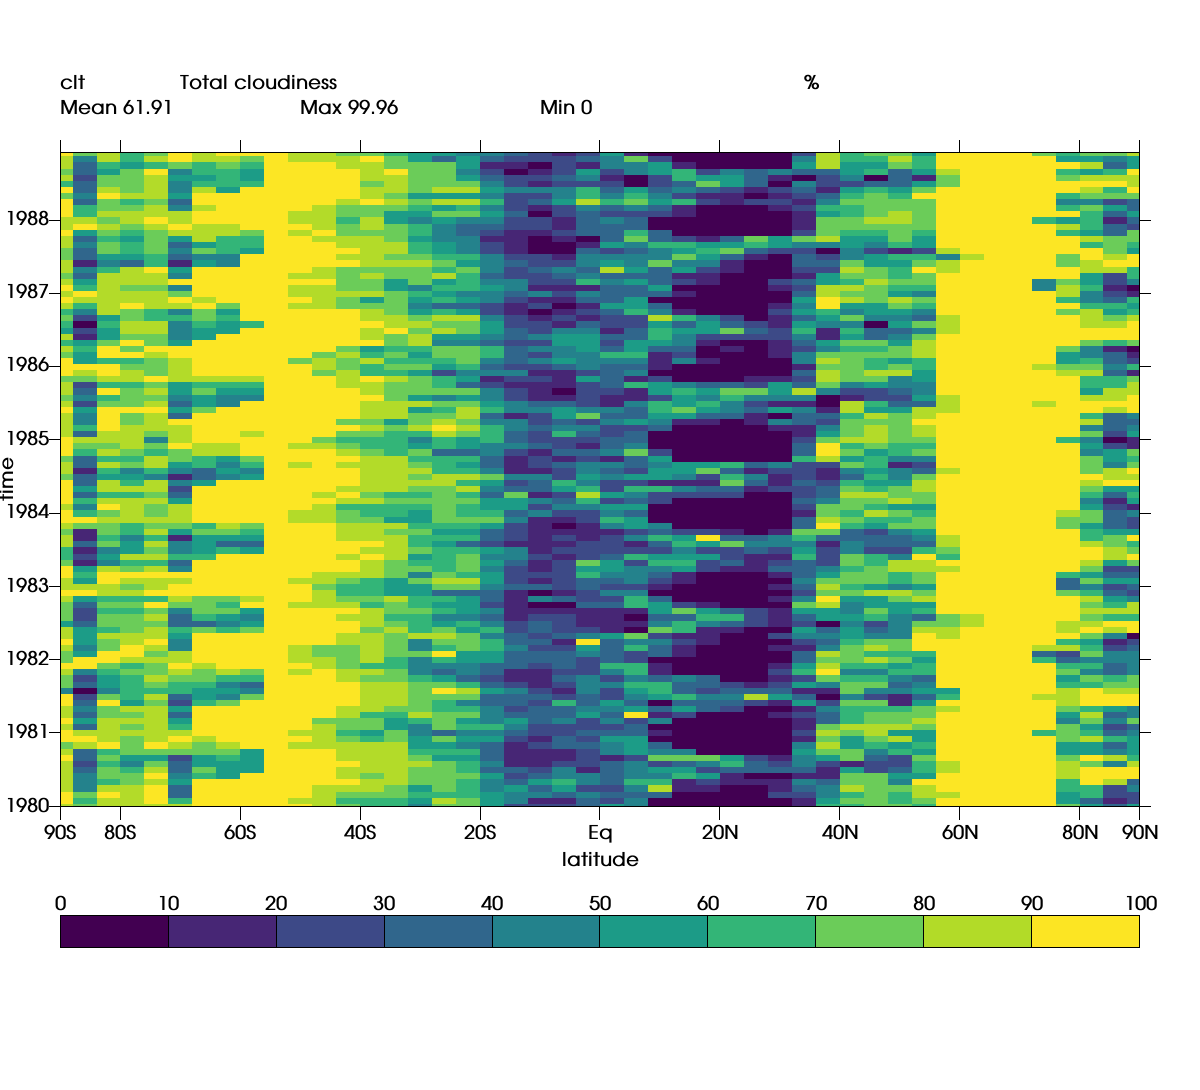 clt Total cloudiness %
Mean 61.91 Max 99.96 Min 0
1988
1987
1986
1985
1984
1983
1982
1981
1980
time
90S 80S 60S 40S 20S Eq 20N 40N 60N 80N 90N
latitude
0 10 20 30 40 50 60 70 80 90 100